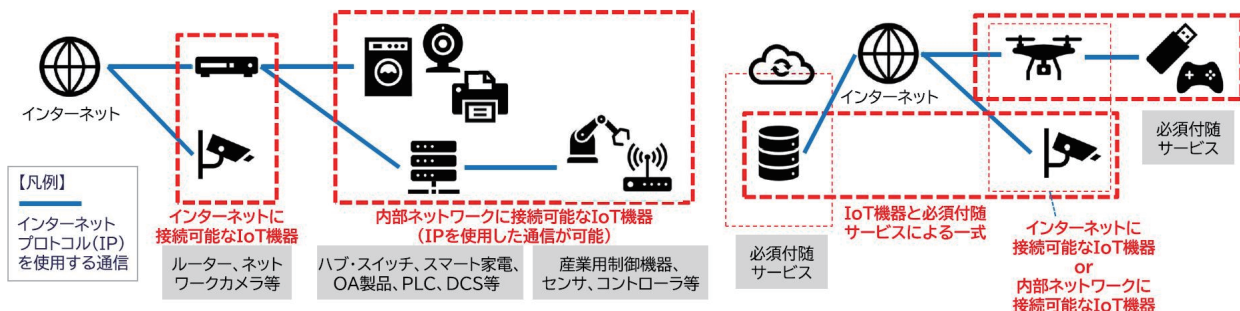 インターネット
【凡例】
インターネット
プロトコル(IP)
を使用する通信
インターネットに
接続可能なIoT機器
ルーター、ネット
ワークカメラ等
内部ネットワークに接続可能なIoT機器
(IPを使用した通信が可能)
ハブ・スイッチ、スマート家電、
OA製品、PLC、DCS等
産業用制御機器、
センサ、コントローラ等
インターネット
必須付随
サービス
IoT機器と必須付随
サービスによる一式
必須付随
サービス
インターネットに
接続可能なIoT機器
or
内部ネットワークに
接続可能なIoT機器